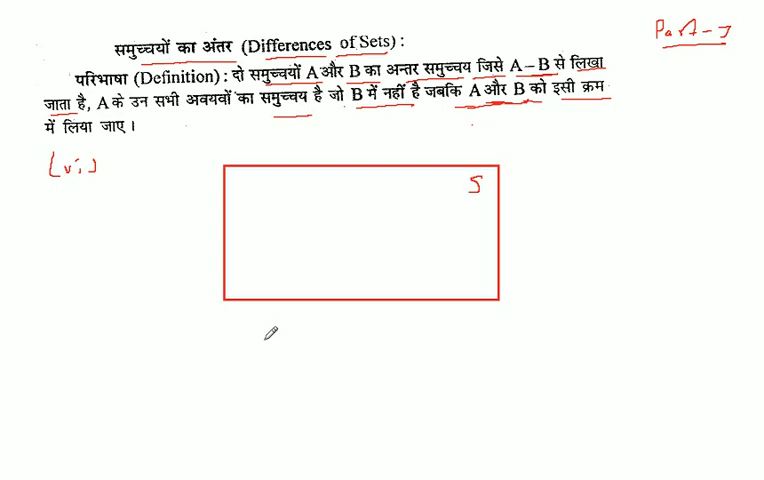 Part-I
समुच्चयों का अंतर (Differences of Sets) :
परिभाषा (Definition) : दो समुच्चयों A और B का अन्तर समुच्चय जिसे A – B से लिखा
जाता है, A के उन सभी अवयवों का समुच्चय है जो B में नहीं है जबकि A और B को इसी क्रम
में लिया जाए।
(vi)
S